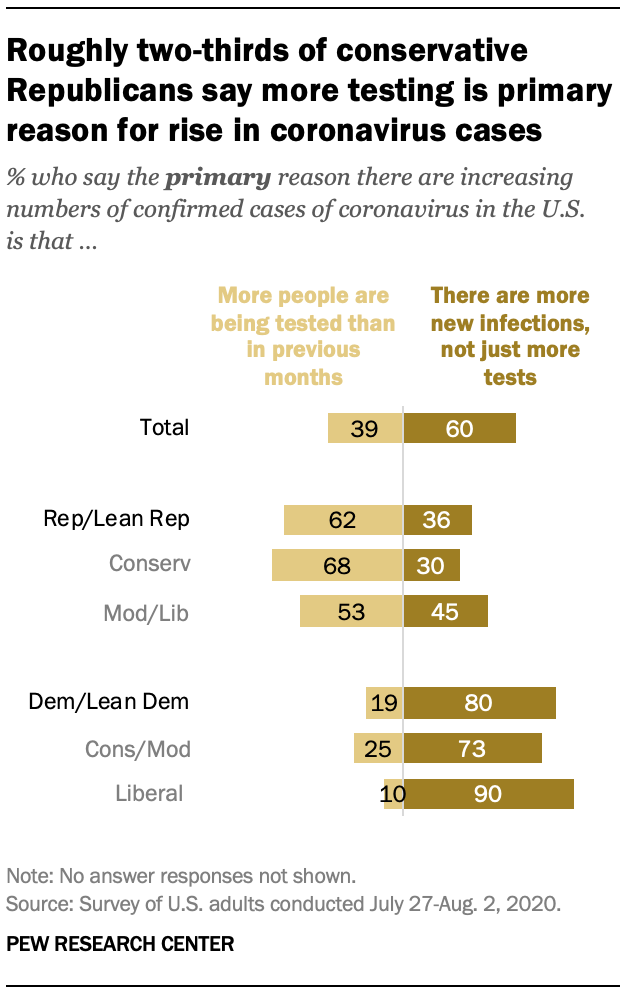 Roughly two-thirds of conservative
Republicans say more testing is primary
reason for rise in coronavirus cases
% who say the primary reason there are increasing
numbers of confirmed cases of coronavirus in the U.S.
is that ...
More people are
being tested than
in previous
months
There are more
new infections,
not just more
tests
Total 39 60
Rep/Lean Rep 62 36
Conserv 68 30
Mod/Lib 53 45
Dem/Lean Dem 19 80
Cons/Mod 25 73
Liberal 10 90
Note: No answer responses not shown.
Source: Survey of U.S. adults conducted July 27-Aug. 2, 2020.
PEW RESEARCH CENTER